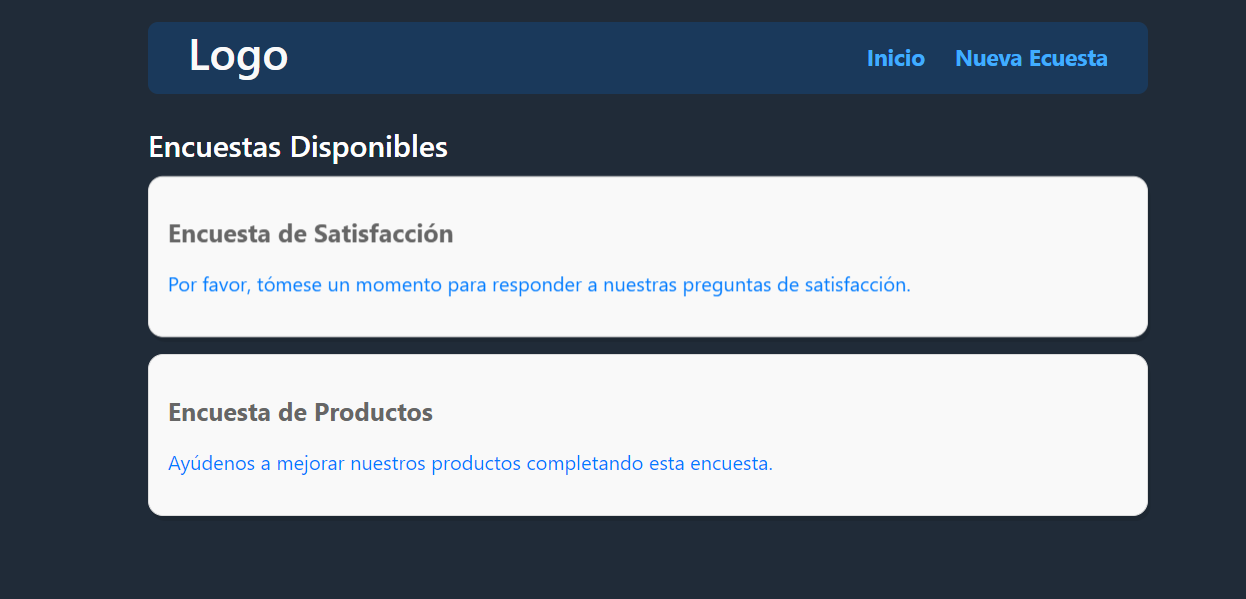 Logo
Inicio
Nueva Ecuesta
Encuestas Disponibles
Encuesta de Satisfacción
Por favor, tómese un momento para responder a nuestras preguntas de satisfacción.
Encuesta de Productos
Ayúdenos a mejorar nuestros productos completando esta encuesta.